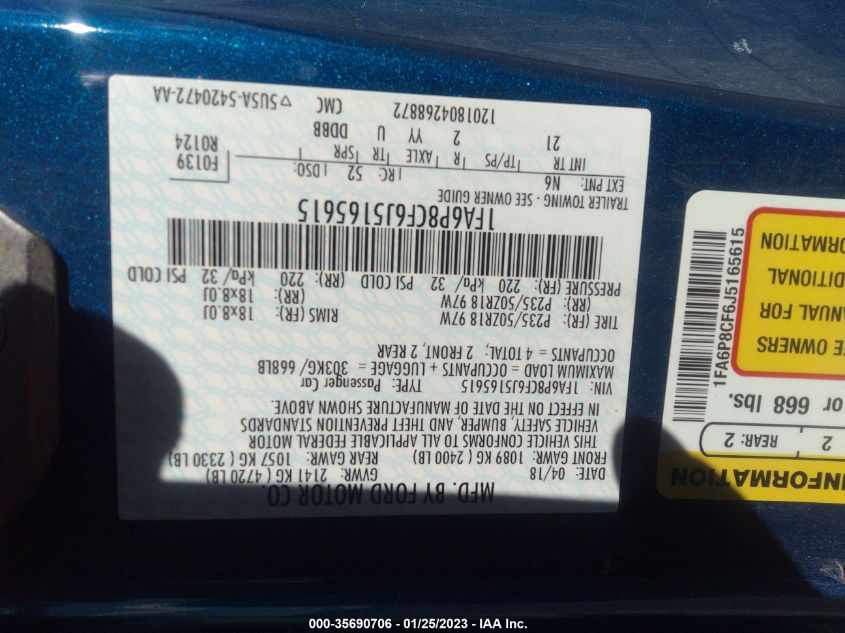 MFD. BY FORD MOTOR CO.
DATE: 04/18 GVWR: 2141 KG ( 4720 LB)
FRONT GAWR: 1089 KG ( 2400 LB) REAR GAWR: 1057 KG ( 2330 LB)
THIS VEHICLE CONFORMS TO ALL APPLICABLE FEDERAL MOTOR
VEHICLE SAFETY, BUMPER, AND THEFT PREVENTION STANDARDS
IN EFFECT ON THE DATE OF MANUFACTURE SHOWN ABOVE.
VIN: 1FA6P8CF6J5165615 TYPE: Passenger Car
MAXIMUM LOAD = OCCUPANTS + LUGGAGE = 303KG/ 668LB
OCCUPANTS = 4 TOTAL, 2 FRONT, 2 REAR
TIRE (FR): P235/50ZR18 97W RIMS (FR): 18x8.0J
(RR): P235/50ZR18 97W (RR): 18x8.0J
PRESSURE (FR): 220 kPa/ 32 PSI COLD (RR): 220 kPa/ 32 PSI COLD
1FA6P8CF6J5165615
TRAILER TOWING - SEE OWNER GUIDE
EXT PNT: N6 RC: 52 DSO: F0139
INT TR TP/PS R AXLE TR SPR R0124
21 2 YY U DDBB
1201804268872 CMC ▽ 5USA-5420472-AA
INFORMATION
2 REAR: 2
or 668 lbs.
E OWNERS
ANUAL FOR
DDITIONAL
ORMATION
1FA6P8CF6J5165615
000-35690706 - 01/25/2023 - IAA Inc.